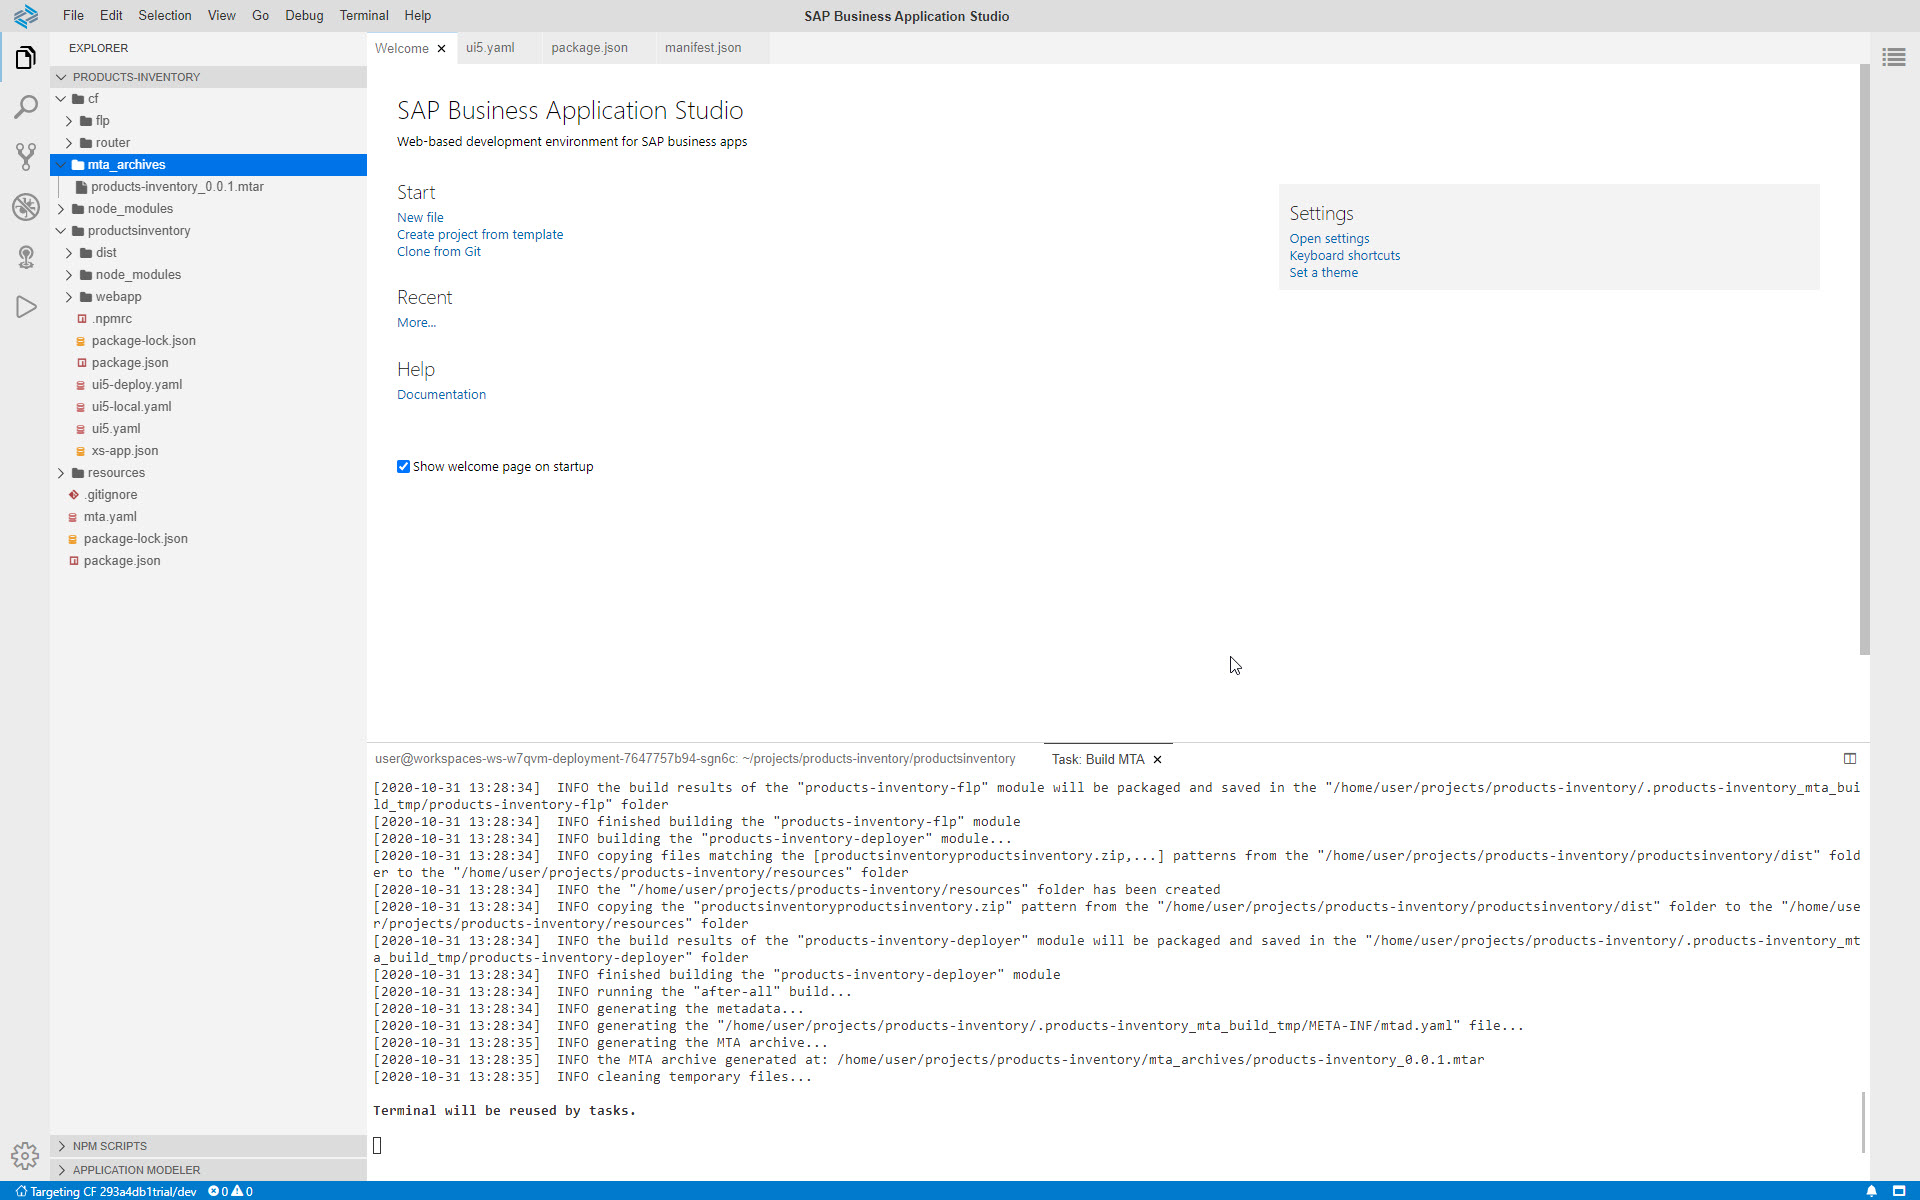 File Edit Selection View Go Debug Terminal Help
SAP Business Application Studio
EXPLORER
PRODUCTS-INVENTORY
cf
flp
router
mta_archives
products-inventory_0.0.1.mtar
node_modules
productsinventory
dist
node_modules
webapp
.npmrc
package-lock.json
package.json
ui5-deploy.yaml
ui5-local.yaml
ui5.yaml
xs-app.json
resources
.gitignore
mta.yaml
package-lock.json
package.json
NPM SCRIPTS
APPLICATION MODELER
Welcome ui5.yaml package.json manifest.json
SAP Business Application Studio
Web-based development environment for SAP business apps
Start
New file
Create project from template
Clone from Git
Recent
More...
Help
Documentation
Show welcome page on startup
Settings
Open settings
Keyboard shortcuts
Set a theme
user@workspaces-ws-w7qvm-deployment-7647757b94-sgn6c: ~/projects/products-inventory/productsinventory Task: Build MTA
[2020-10-31 13:28:34]  INFO the build results of the "products-inventory-flp" module will be packaged and saved in the "/home/user/projects/products-inventory/.products-inventory_mta_bui
ld_tmp/products-inventory-flp" folder
[2020-10-31 13:28:34]  INFO finished building the "products-inventory-flp" module
[2020-10-31 13:28:34]  INFO building the "products-inventory-deployer" module...
[2020-10-31 13:28:34]  INFO copying files matching the [productsinventoryproductsinventory.zip,...] patterns from the "/home/user/projects/products-inventory/productsinventory/dist" fold
er to the "/home/user/projects/products-inventory/resources" folder
[2020-10-31 13:28:34]  INFO the "/home/user/projects/products-inventory/resources" folder has been created
[2020-10-31 13:28:34]  INFO copying the "productsinventoryproductsinventory.zip" pattern from the "/home/user/projects/products-inventory/productsinventory/dist" folder to the "/home/use
r/projects/products-inventory/resources" folder
[2020-10-31 13:28:34]  INFO the build results of the "products-inventory-deployer" module will be packaged and saved in the "/home/user/projects/products-inventory/.products-inventory_mt
a_build_tmp/products-inventory-deployer" folder
[2020-10-31 13:28:34]  INFO finished building the "products-inventory-deployer" module
[2020-10-31 13:28:34]  INFO running the "after-all" build...
[2020-10-31 13:28:34]  INFO generating the metadata...
[2020-10-31 13:28:34]  INFO generating the "/home/user/projects/products-inventory/.products-inventory_mta_build_tmp/META-INF/mtad.yaml" file...
[2020-10-31 13:28:35]  INFO generating the MTA archive...
[2020-10-31 13:28:35]  INFO the MTA archive generated at: /home/user/projects/products-inventory/mta_archives/products-inventory_0.0.1.mtar
[2020-10-31 13:28:35]  INFO cleaning temporary files...
Terminal will be reused by tasks.
Targeting CF 293a4db1trial/dev 0 0